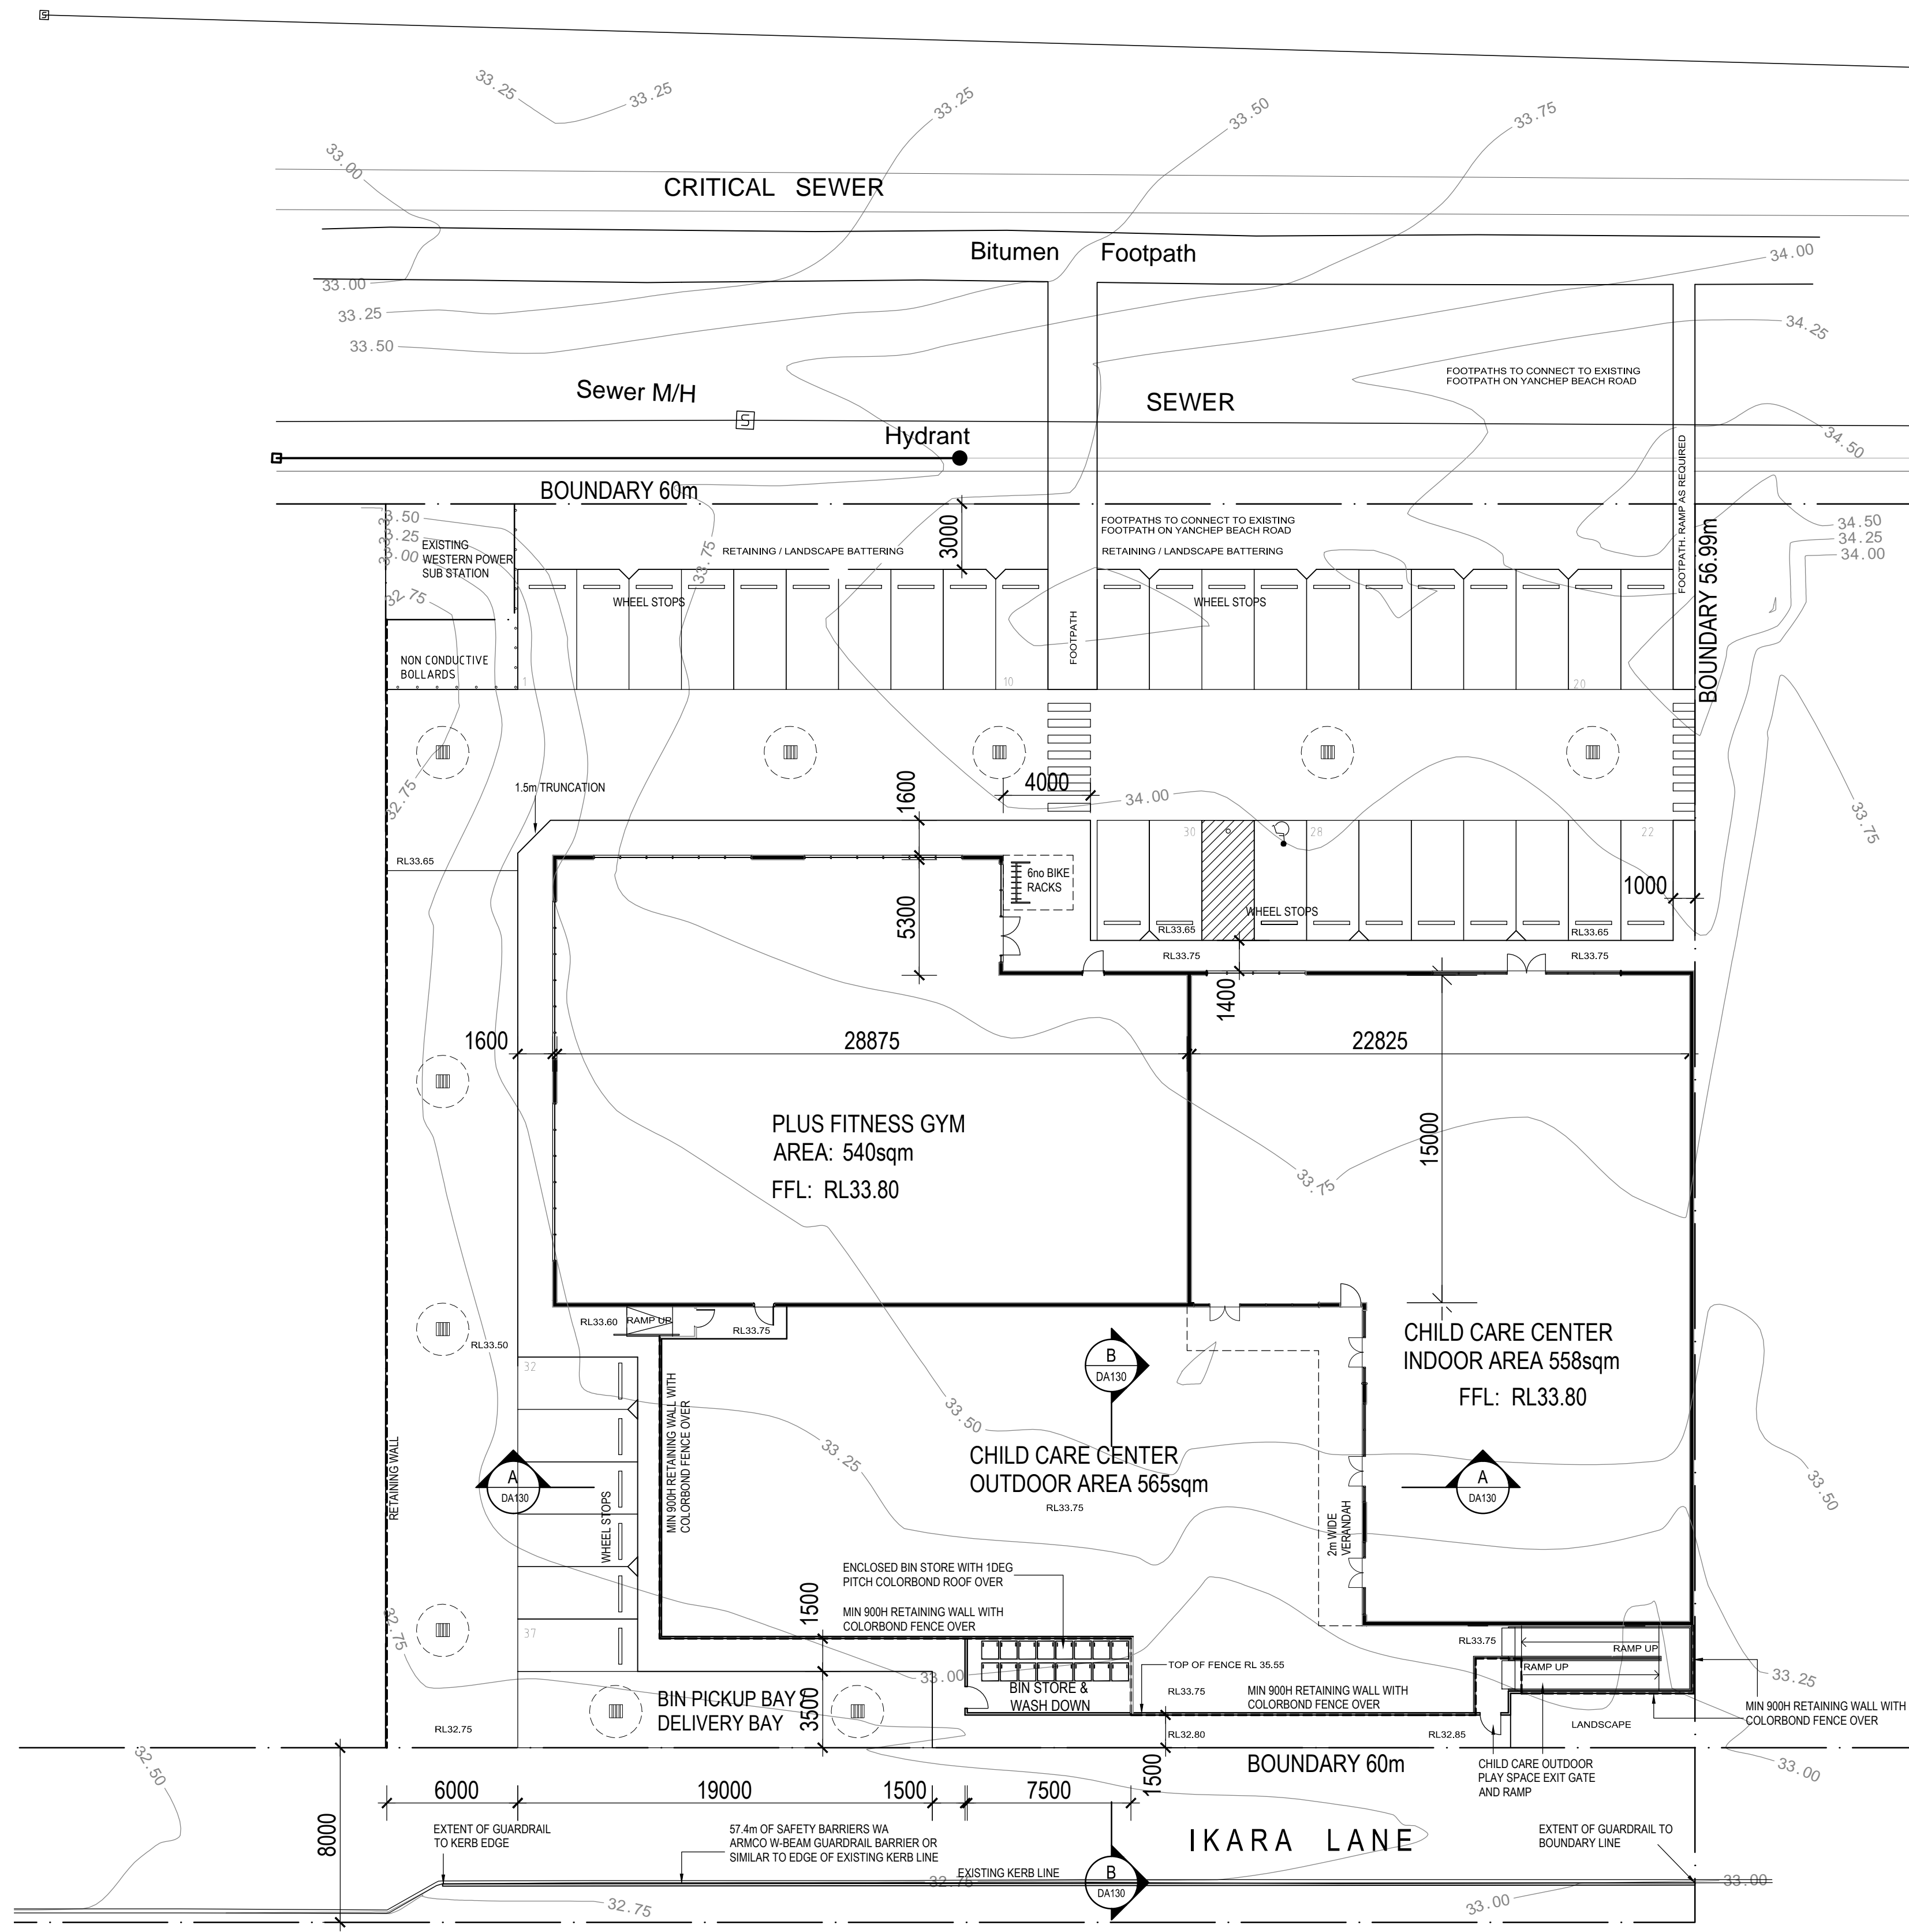 S
33.25
33.25
33.25
33.50
33.75
33.00
CRITICAL SEWER
Bitumen Footpath
34.00
33.00
33.25
33.50
34.25
FOOTPATHS TO CONNECT TO EXISTING
FOOTPATH ON YANCHEP BEACH ROAD
Sewer M/H
S
SEWER
Hydrant
34.50
FOOTPATH. RAMP AS REQUIRED
BOUNDARY 60m
BOUNDARY 56.99m
33.50
33.25
33.00
32.75
EXISTING
WESTERN POWER
SUB STATION
33.75
RETAINING / LANDSCAPE BATTERING
3000
FOOTPATHS TO CONNECT TO EXISTING
FOOTPATH ON YANCHEP BEACH ROAD
RETAINING / LANDSCAPE BATTERING
34.50
34.25
34.00
WHEEL STOPS
WHEEL STOPS
FOOTPATH
NON CONDUCTIVE
BOLLARDS
1
10
20
1.5m TRUNCATION
32.75
1600
4000
34.00
33.75
30
28
22
RL33.65
6no BIKE
RACKS
5300
WHEEL STOPS
1000
RL33.65
RL33.65
RL33.75
RL33.75
1400
1600
28875
22825
15000
PLUS FITNESS GYM
AREA: 540sqm
FFL: RL33.80
33.75
RL33.60
RAMP UP
RL33.75
RL33.50
32
B
DA130
CHILD CARE CENTER
INDOOR AREA 558sqm
FFL: RL33.80
MIN 900H RETAINING WALL WITH
COLORBOND FENCE OVER
33.50
33.25
CHILD CARE CENTER
OUTDOOR AREA 565sqm
RL33.75
RETAINING WALL
A
DA130
A
DA130
33.50
WHEEL STOPS
2m WIDE
VERANDAH
ENCLOSED BIN STORE WITH 1DEG
PITCH COLORBOND ROOF OVER
MIN 900H RETAINING WALL WITH
COLORBOND FENCE OVER
1500
32.75
37
33.00
RL33.75
RAMP UP
RAMP UP
TOP OF FENCE RL 35.55
33.25
BIN PICKUP BAY /
DELIVERY BAY
3500
BIN STORE &
WASH DOWN
RL33.75
MIN 900H RETAINING WALL WITH
COLORBOND FENCE OVER
MIN 900H RETAINING WALL WITH
COLORBOND FENCE OVER
RL32.75
RL32.80
RL32.85
LANDSCAPE
32.50
BOUNDARY 60m
1500
CHILD CARE OUTDOOR
PLAY SPACE EXIT GATE
AND RAMP
33.00
6000
19000
1500
7500
8000
EXTENT OF GUARDRAIL
TO KERB EDGE
57.4m OF SAFETY BARRIERS WA
ARMCO W-BEAM GUARDRAIL BARRIER OR
SIMILAR TO EDGE OF EXISTING KERB LINE
IKARA LANE
EXTENT OF GUARDRAIL TO
BOUNDARY LINE
EXISTING KERB LINE
32.75
B
DA130
33.00
32.75
33.00